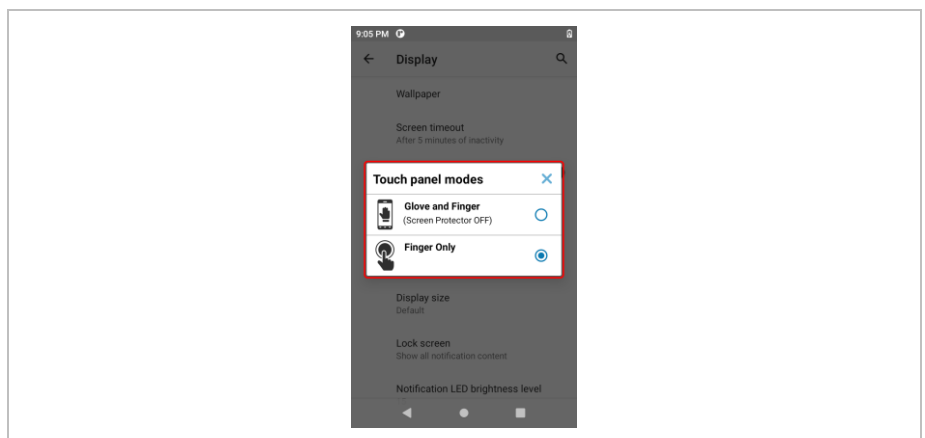 9:05 PM
Display
Wallpaper
Screen timeout
After 5 minutes of inactivity
Touch panel modes
Glove and Finger
(Screen Protector OFF)
Finger Only
Display size
Default
Lock screen
Show all notification content
Notification LED brightness level